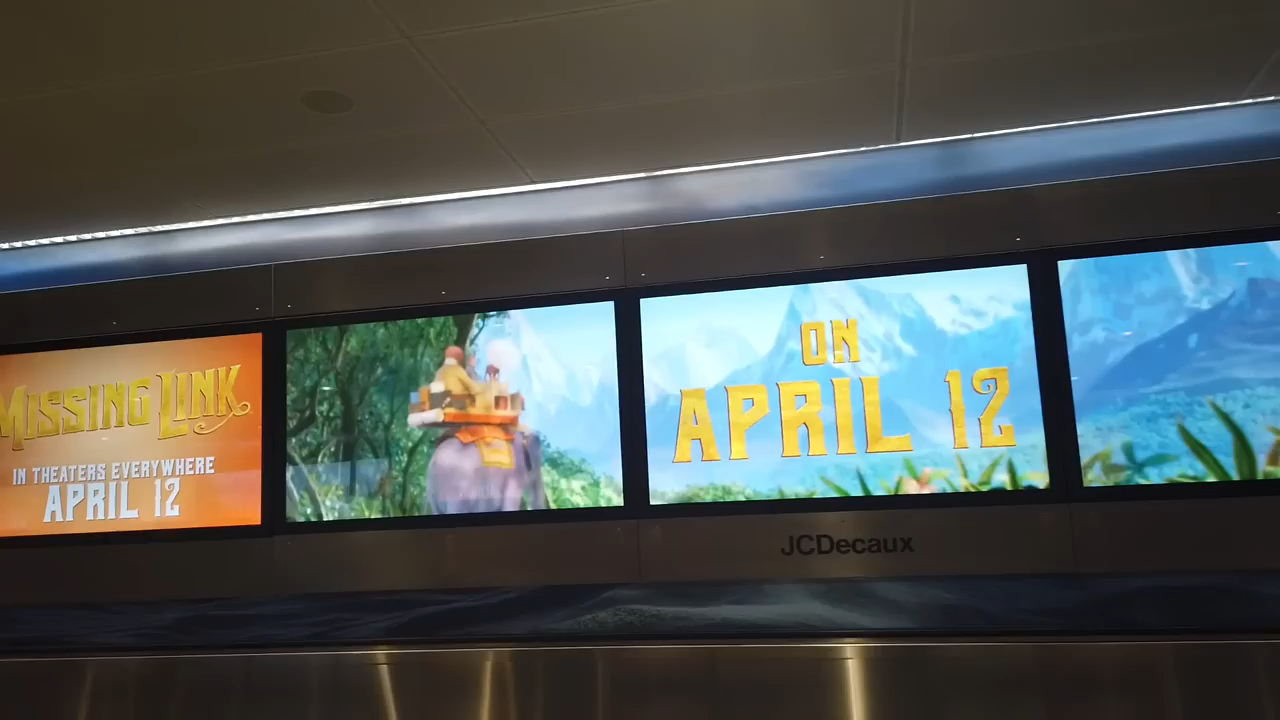 MISSING LINK
IN THEATERS EVERYWHERE
APRIL 12
ON
APRIL 12
JCDecaux